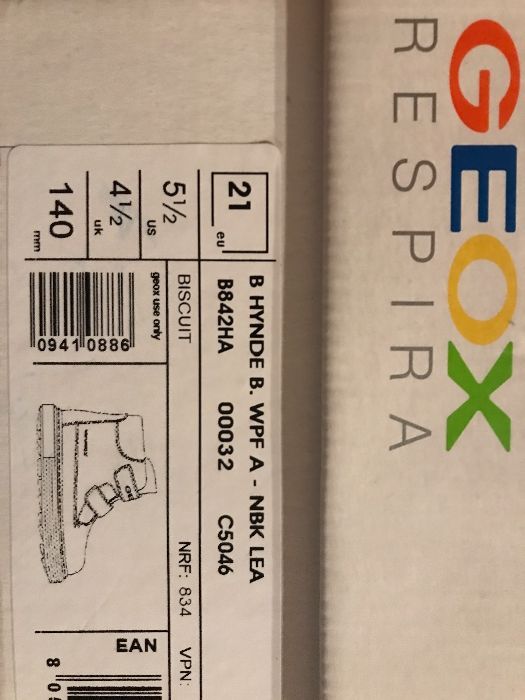 GEOX
RESPIRA
21 eu
5½ us
4½ uk
140 mm
B HYNDE B. WPF A - NBK LEA
B842HA 00032 C5046
BISCUIT NRF: 834 VPN:
geox use only
0941 0886
EAN
8